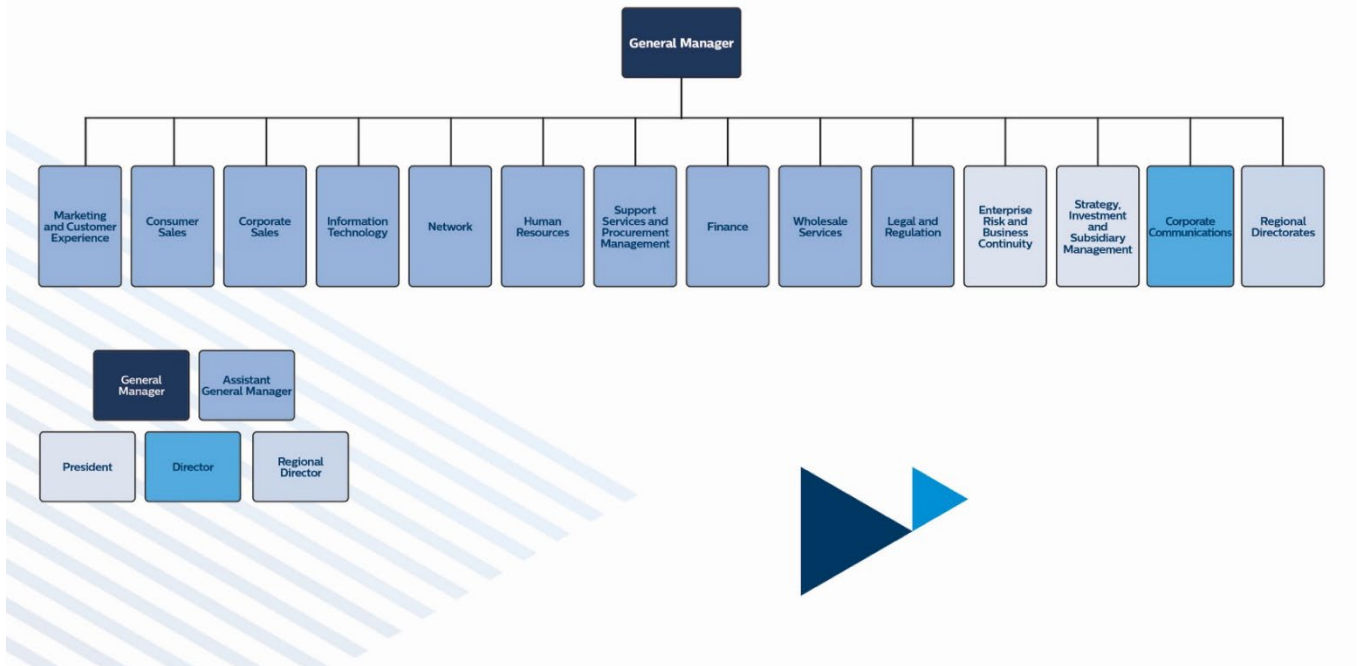 General Manager
Marketing
and Customer
Experience
Consumer
Sales
Corporate
Sales
Information
Technology
Network
Human
Resources
Support
Services and
Procurement
Management
Finance
Wholesale
Services
Legal and
Regulation
Enterprise
Risk and
Business
Continuity
Strategy,
Investment
and
Subsidiary
Management
Corporate
Communications
Regional
Directorates
General
Manager
Assistant
General Manager
President
Director
Regional
Director